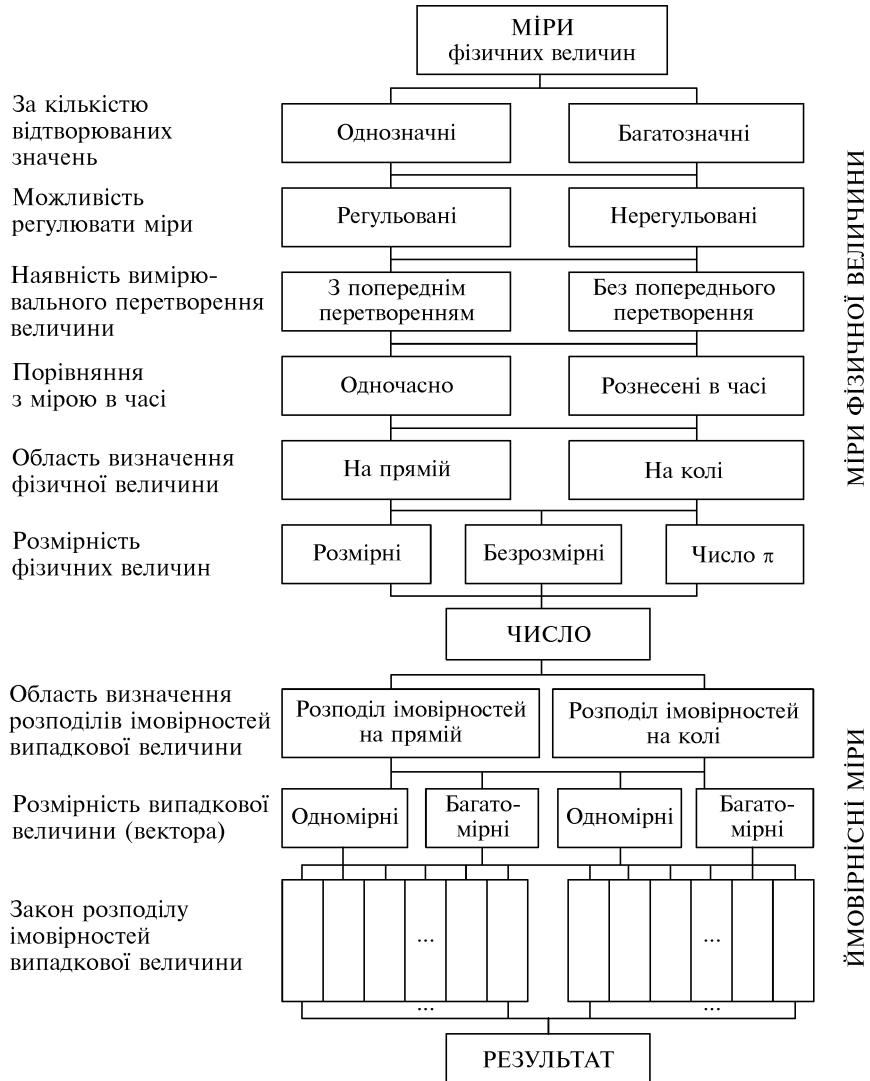 МІРИ
фізичних величин
За кількістю
відтворюваних
значень
Однозначні
Багатозначні
Можливість
регулювати міри
Регульовані
Нерегульовані
Наявність вимірю-
вального перетворення
величини
З попереднім
перетворенням
Без попереднього
перетворення
Порівняння
з мірою в часі
Одночасно
Рознесені в часі
Область визначення
фізичної величини
На прямій
На колі
Розмірність
фізичних величин
Розмірні
Безрозмірні
Число π
МІРИ ФІЗИЧНОЇ ВЕЛИЧИНИ
ЧИСЛО
Область визначення
розподілів імовірностей
випадкової величини
Розподіл імовірностей
на прямій
Розподіл імовірностей
на колі
Розмірність випадкової
величини (вектора)
Одномірні
Багато-
мірні
Одномірні
Багато-
мірні
Закон розподілу
імовірностей
випадкової величини
...
...
...
...
ЙМОВІРНІСНІ МІРИ
РЕЗУЛЬТАТ